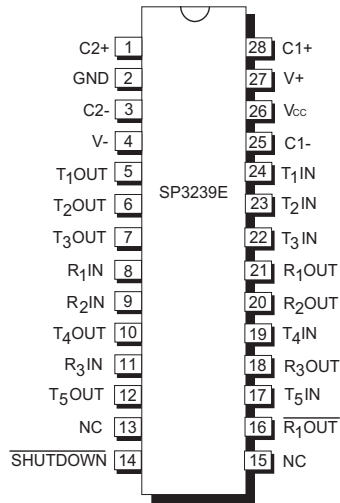 C2+ 1 28 C1+
GND 2 27 V+
C2- 3 26 Vcc
V- 4 25 C1-
T1OUT 5 24 T1IN
SP3239E
T2OUT 6 23 T2IN
T3OUT 7 22 T3IN
R1IN 8 21 R1OUT
R2IN 9 20 R2OUT
T4OUT 10 19 T4IN
R3IN 11 18 R3OUT
T5OUT 12 17 T5IN
NC 13 16 R1OUT
SHUTDOWN 14 15 NC